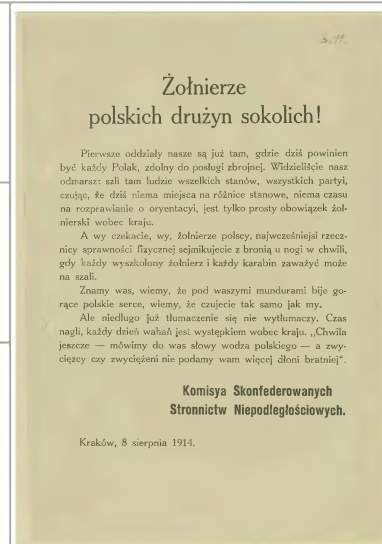 Żołnierze
polskich drużyn sokolich!
Pierwsze oddziały nasze są już tam, gdzie dziś powinien
być każdy Polak, zdolny do posługi zbrojnej. Widzieliście nasz
odmarsz: szli tam ludzie wszelkich stanów, wszystkich partyi,
czując, że dziś niema miejsca na różnice stanowe, niema czasu
na rozprawianie o oryentacyi, jest tylko prosty obowiązek żoł-
nierski wobec kraju.
A wy czekacie, wy, żołnierze polscy, najwcześniejsi rzecz-
nicy sprawności fizycznej sejmikujecie z bronią u nogi w chwili,
gdy każdy wyszkolony żołnierz i każdy karabin zaważyć może
na szali.
Znamy was, wiemy, że pod waszymi mundurami bije go-
rące polskie serce, wiemy, że czujecie tak samo jak my.
Ale niedługo już tłumaczenie się nie wytłumaczy. Czas
nagli, każdy dzień wahań jest występkiem wobec kraju. „Chwila
jeszcze — mówimy do was słowy wodza polskiego — a zwy-
cięzcy czy zwyciężeni nie podamy wam więcej dłoni bratniej“.
Komisya Skonfederowanych
Stronnictw Niepodległościowych.
Kraków, 8 sierpnia 1914.